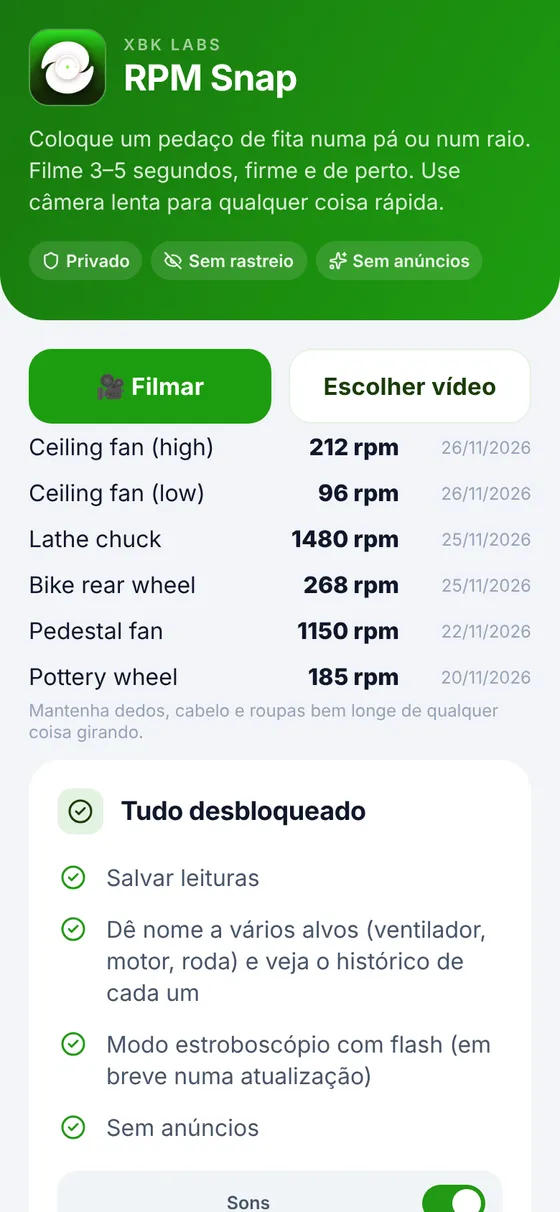 XBK LABS
RPM Snap
Coloque um pedaço de fita numa pá ou num raio.
Filme 3–5 segundos, firme e de perto. Use
câmera lenta para qualquer coisa rápida.
Privado
Sem rastreio
Sem anúncios
Filmar
Escolher vídeo
Ceiling fan (high) 212 rpm 26/11/2026
Ceiling fan (low) 96 rpm 26/11/2026
Lathe chuck 1480 rpm 25/11/2026
Bike rear wheel 268 rpm 25/11/2026
Pedestal fan 1150 rpm 22/11/2026
Pottery wheel 185 rpm 20/11/2026
Mantenha dedos, cabelo e roupas bem longe de qualquer
coisa girando.
Tudo desbloqueado
Salvar leituras
Dê nome a vários alvos (ventilador,
motor, roda) e veja o histórico de
cada um
Modo estroboscópio com flash (em
breve numa atualização)
Sem anúncios
Sons